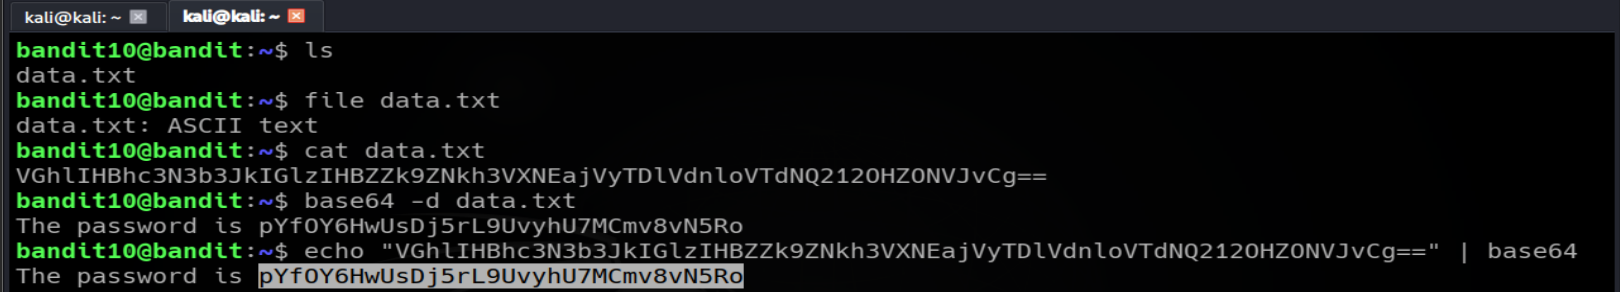 kali@kali: ~
kali@kali: ~
bandit10@bandit:~$ ls
data.txt
bandit10@bandit:~$ file data.txt
data.txt: ASCII text
bandit10@bandit:~$ cat data.txt
VGhlIHBhc3N3b3JkIGlzIHBZZk9ZNkh3VXNEajVyTDlVdnloVTdNQ212OHZONVJvCg==
bandit10@bandit:~$ base64 -d data.txt
The password is pYfOY6HwUsDj5rL9UvyhU7MCmv8vN5Ro
bandit10@bandit:~$ echo "VGhlIHBhc3N3b3JkIGlzIHBZZk9ZNkh3VXNEajVyTDlVdnloVTdNQ212OHZONVJvCg==" | base64
The password is pYfOY6HwUsDj5rL9UvyhU7MCmv8vN5Ro